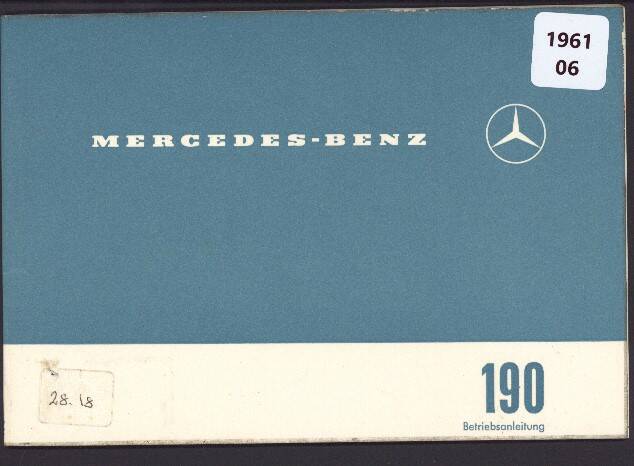 1961
06
MERCEDES-BENZ
190
Betriebsanleitung
28.18